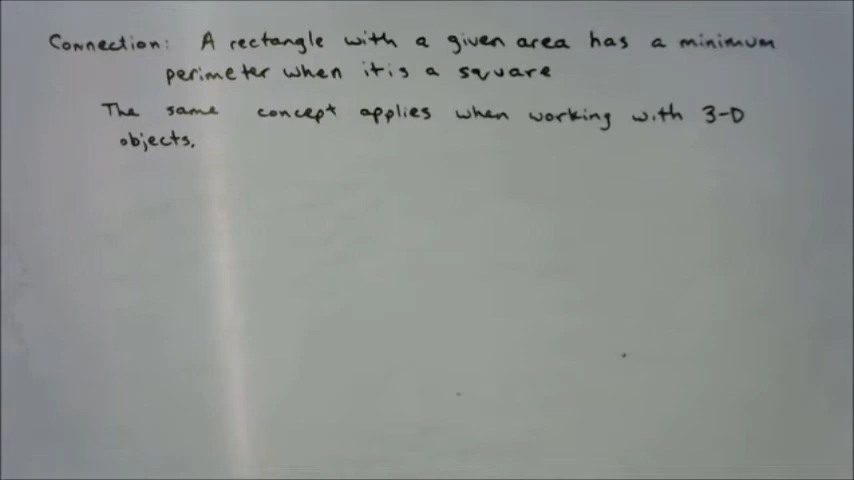 Connection: A rectangle with a given area has a minimum
perimeter when it is a square
The same concept applies when working with 3-D
objects.